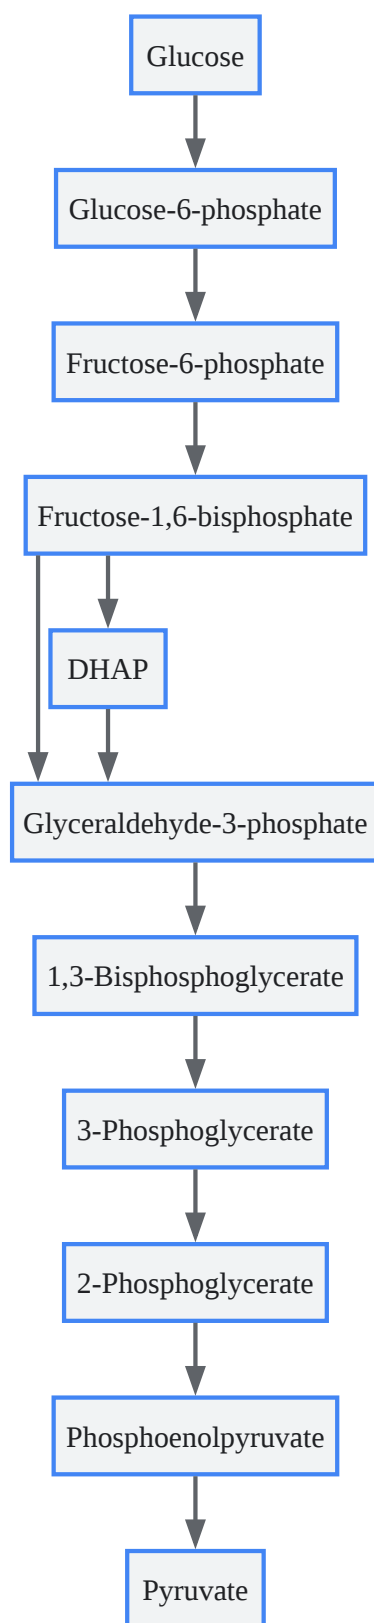 Glucose
Glucose-6-phosphate
Fructose-6-phosphate
Fructose-1,6-bisphosphate
DHAP
Glyceraldehyde-3-phosphate
1,3-Bisphosphoglycerate
3-Phosphoglycerate
2-Phosphoglycerate
Phosphoenolpyruvate
Pyruvate